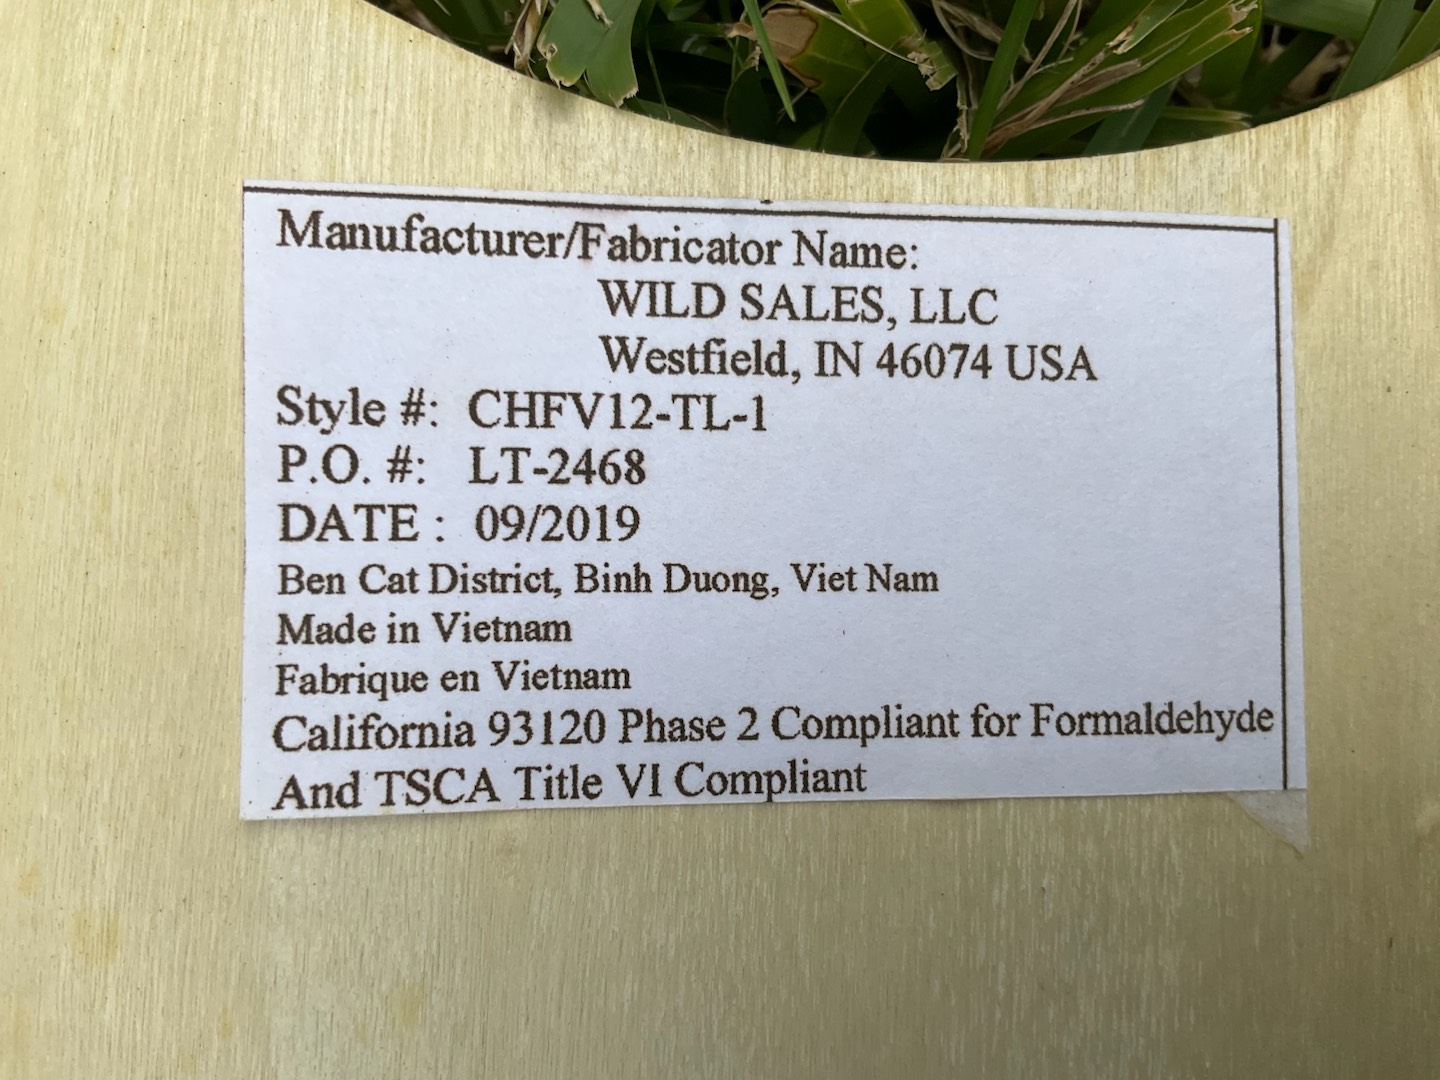 Manufacturer/Fabricator Name:
WILD SALES, LLC
Westfield, IN 46074 USA
Style #: CHFV12-TL-1
P.O. #: LT-2468
DATE : 09/2019
Ben Cat District, Binh Duong, Viet Nam
Made in Vietnam
Fabrique en Vietnam
California 93120 Phase 2 Compliant for Formaldehyde
And TSCA Title VI Compliant